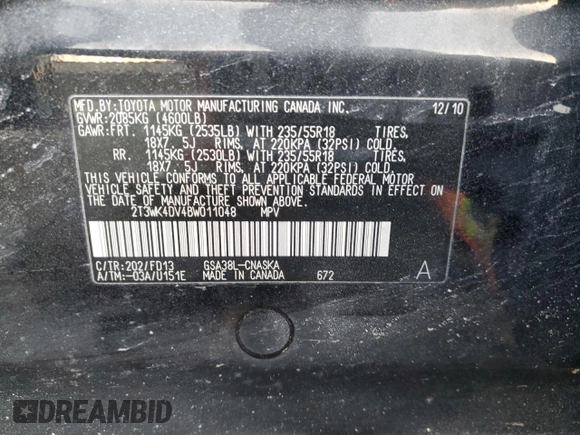 MFD.BY:TOYOTA MOTOR MANUFACTURING CANADA INC. 12/10
GVWR:2085KG (4600LB)
GAWR:FRT. 1145KG (2535LB) WITH 235/55R18 TIRES,
18X7. 5J RIMS, AT 220KPA (32PSI) COLD.
RR. 1145KG (2530LB) WITH 235/55R18 TIRES,
18X7. 5J RIMS, AT 220KPA (32PSI) COLD.
THIS VEHICLE CONFORMS TO ALL APPLICABLE FEDERAL MOTOR
VEHICLE SAFETY AND THEFT PREVENTION STANDARDS IN EFFECT
ON THE DATE OF MANUFACTURE SHOWN ABOVE.
2T3WK4DV4BW011048 MPV
C/TR:202/FD13 GSA38L-CNASKA
A/TM:-03A/U151E MADE IN CANADA 672 A
DREAMBID